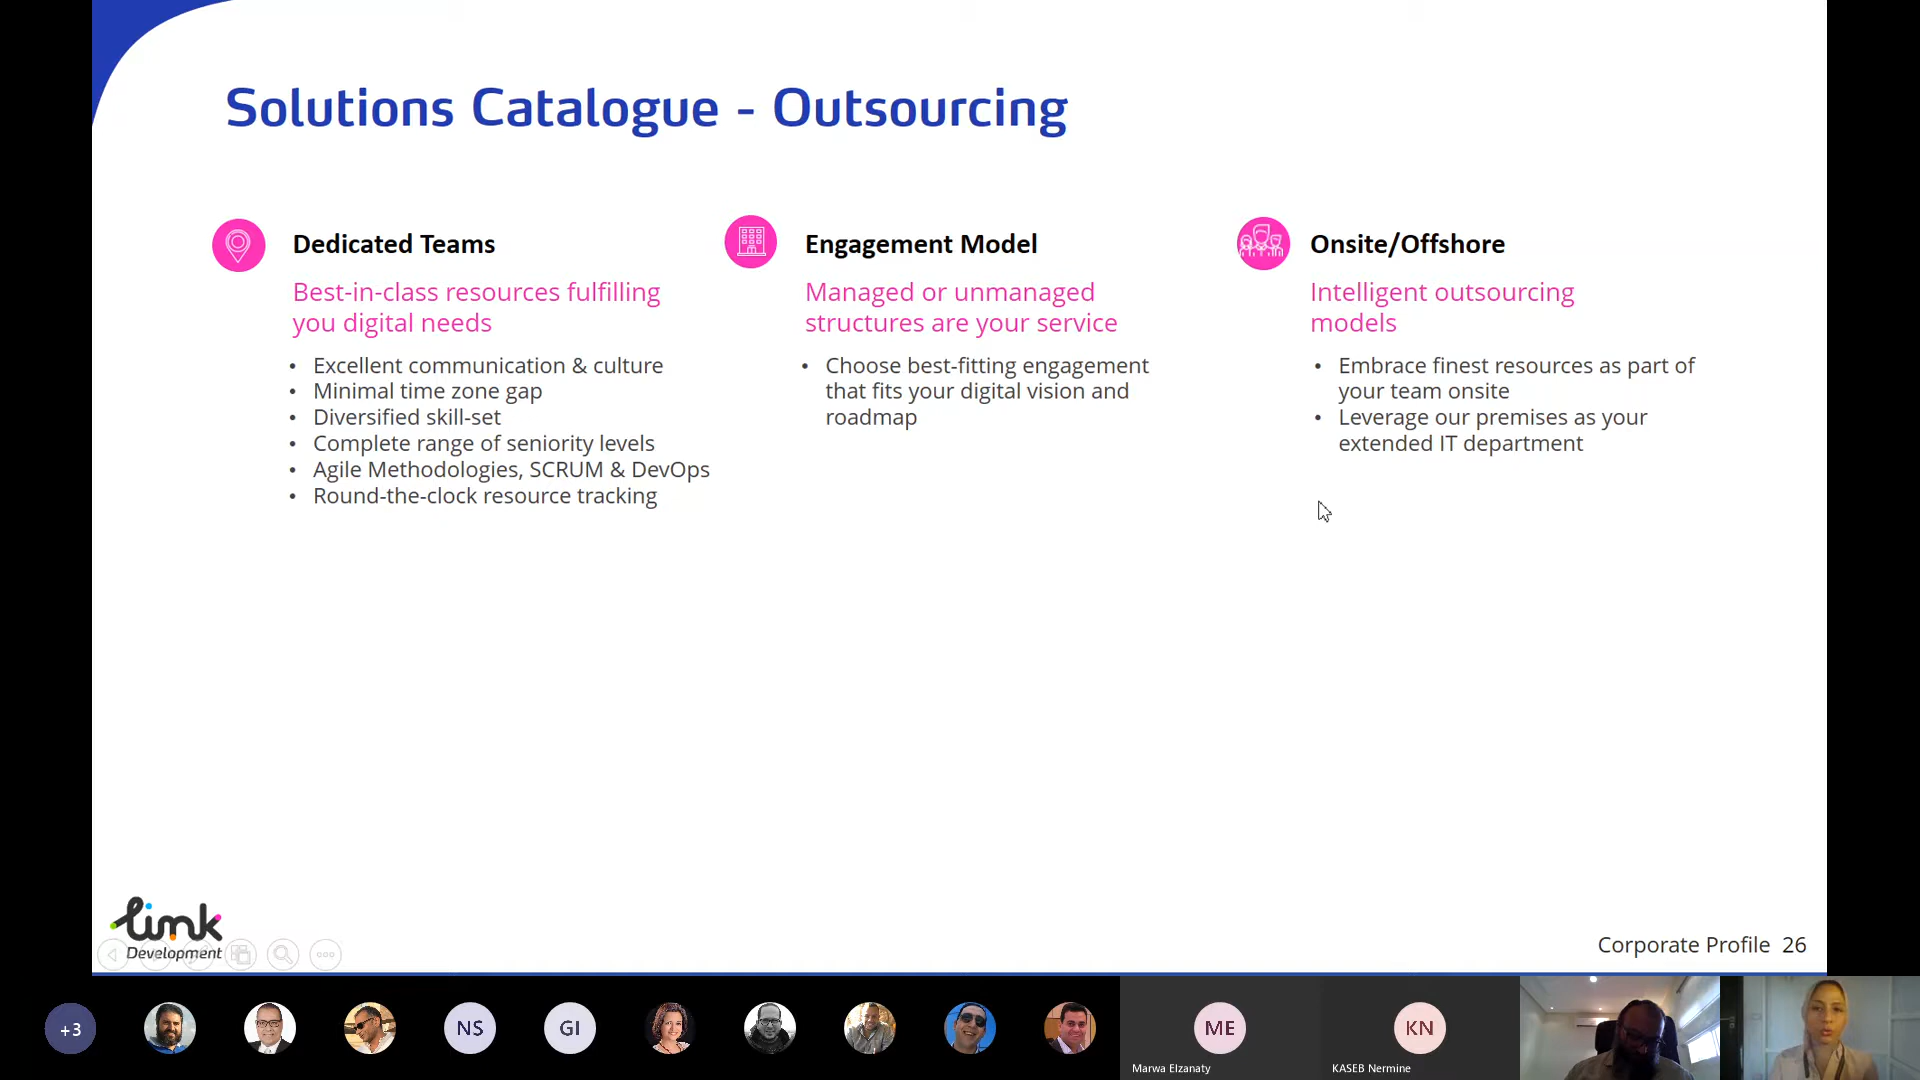 Solutions Catalogue - Outsourcing
Dedicated Teams
Best-in-class resources fulfilling
you digital needs
• Excellent communication & culture
• Minimal time zone gap
• Diversified skill-set
• Complete range of seniority levels
• Agile Methodologies, SCRUM & DevOps
• Round-the-clock resource tracking
Engagement Model
Managed or unmanaged
structures are your service
• Choose best-fitting engagement
that fits your digital vision and
roadmap
Onsite/Offshore
Intelligent outsourcing
models
• Embrace finest resources as part of
your team onsite
• Leverage our premises as your
extended IT department
link
Development
Corporate Profile 26
+3
NS
GI
ME
Marwa Elzanaty
KN
KASEB Nermine